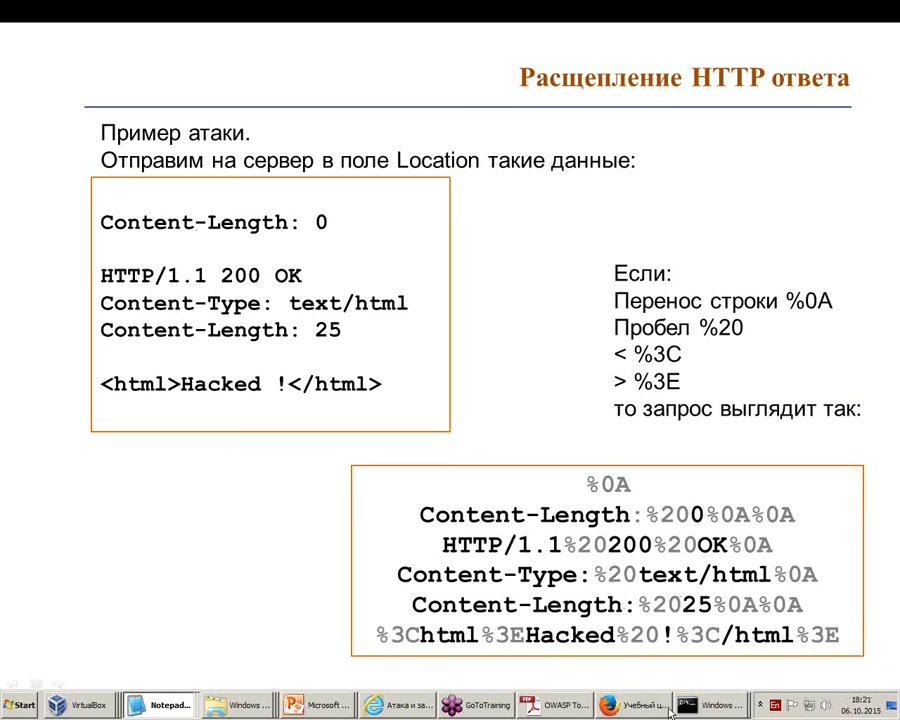 Расщепление HTTP ответа
Пример атаки.
Отправим на сервер в поле Location такие данные:
Content-Length: 0
HTTP/1.1 200 OK
Content-Type: text/html
Content-Length: 25
<html>Hacked !</html>
Если:
Перенос строки %0A
Пробел %20
< %3C
> %3E
то запрос выглядит так:
%0A
Content-Length:%200%0A%0A
HTTP/1.1%20200%20OK%0A
Content-Type:%20text/html%0A
Content-Length:%2025%0A%0A
%3Chtml%3EHacked%20!%3C/html%3E
Start
VirtualBox
Notepad...
Windows ...
Microsoft ...
Атака и за...
GoToTraining
OWASP To...
Учебный ц...
Windows ...
En
18:21
06.10.2015